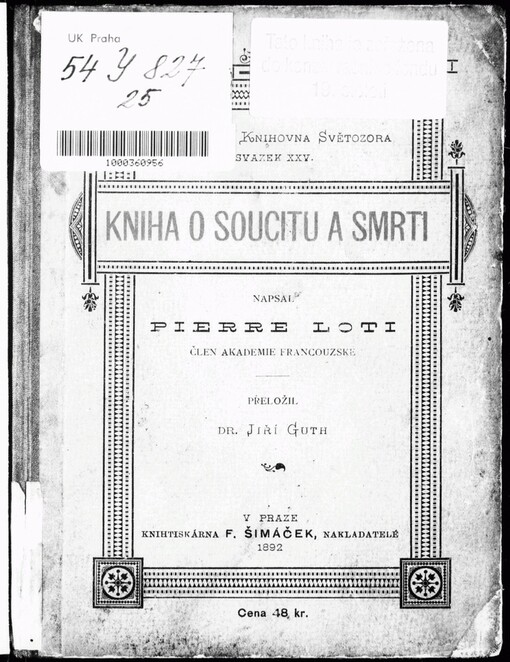 UK Praha
54 Y 827
25
1000360956
KNIHOVNA SVĚTOZORA
SVAZEK XXV.
KNIHA O SOUCITU A SMRTI
NAPSAL
PIERRE LOTI
ČLEN AKADEMIE FRANCOUZSKÉ
PŘELOŽIL
DR. JIŘÍ GUTH
V PRAZE
KNIHTISKÁRNA F. ŠIMÁČEK, NAKLADATELÉ
1892
Cena 48 kr.